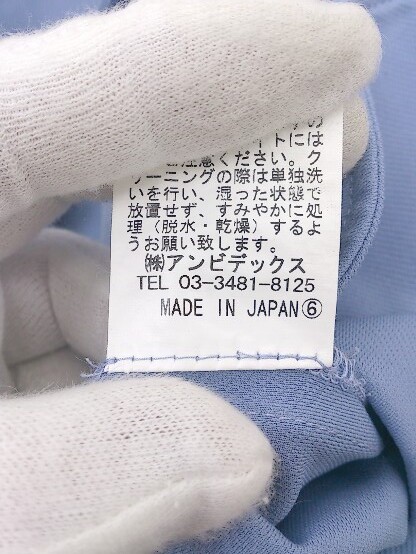 の
イトには
ご注意ください。ク
リーニングの際は単独洗
いを行い、湿った状態で
放置せず、すみやかに処
理（脱水・乾燥）するよ
うお願い致します。
㈱アンビデックス
TEL 03-3481-8125
MADE IN JAPAN⑥